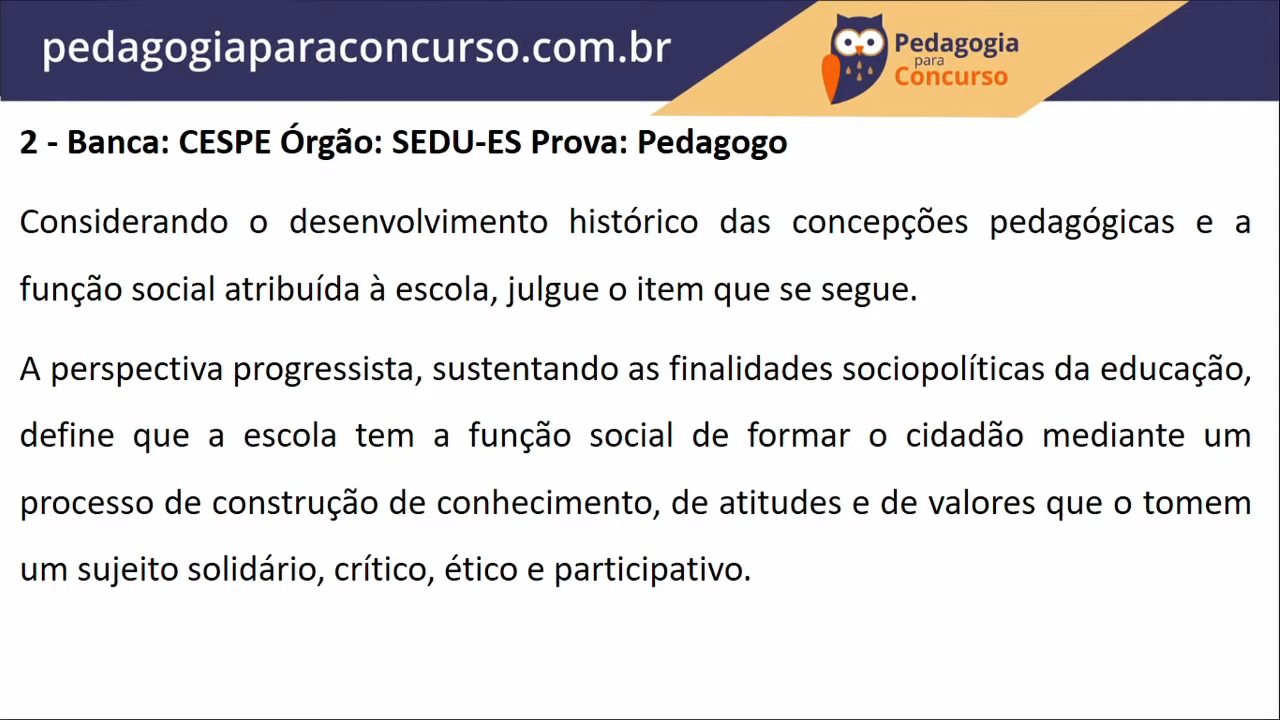 pedagogiaparaconcurso.com.br
Pedagogia
para
Concurso
2 - Banca: CESPE Órgão: SEDU-ES Prova: Pedagogo
Considerando o desenvolvimento histórico das concepções pedagógicas e a
função social atribuída à escola, julgue o item que se segue.
A perspectiva progressista, sustentando as finalidades sociopolíticas da educação,
define que a escola tem a função social de formar o cidadão mediante um
processo de construção de conhecimento, de atitudes e de valores que o tomem
um sujeito solidário, crítico, ético e participativo.